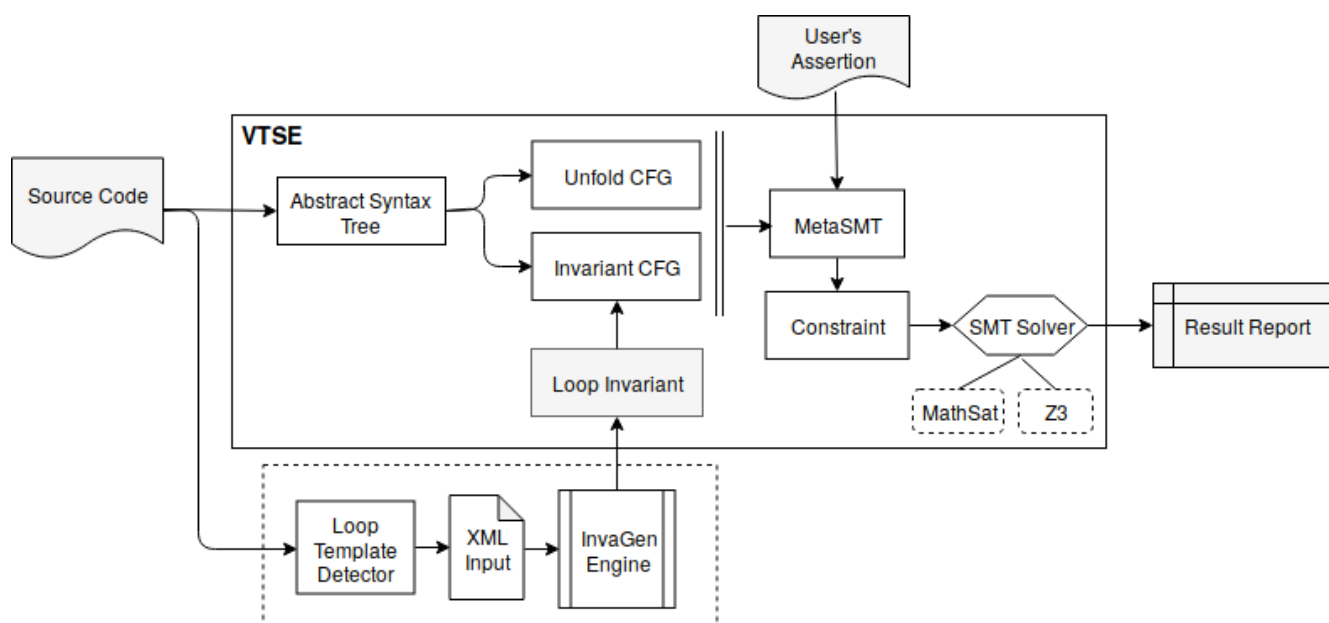 User's
Assertion
VTSE
Source Code
Abstract Syntax
Tree
Unfold CFG
Invariant CFG
MetaSMT
Constraint
SMT Solver
Result Report
Loop Invariant
MathSat
Z3
Loop
Template
Detector
XML
Input
InvaGen
Engine